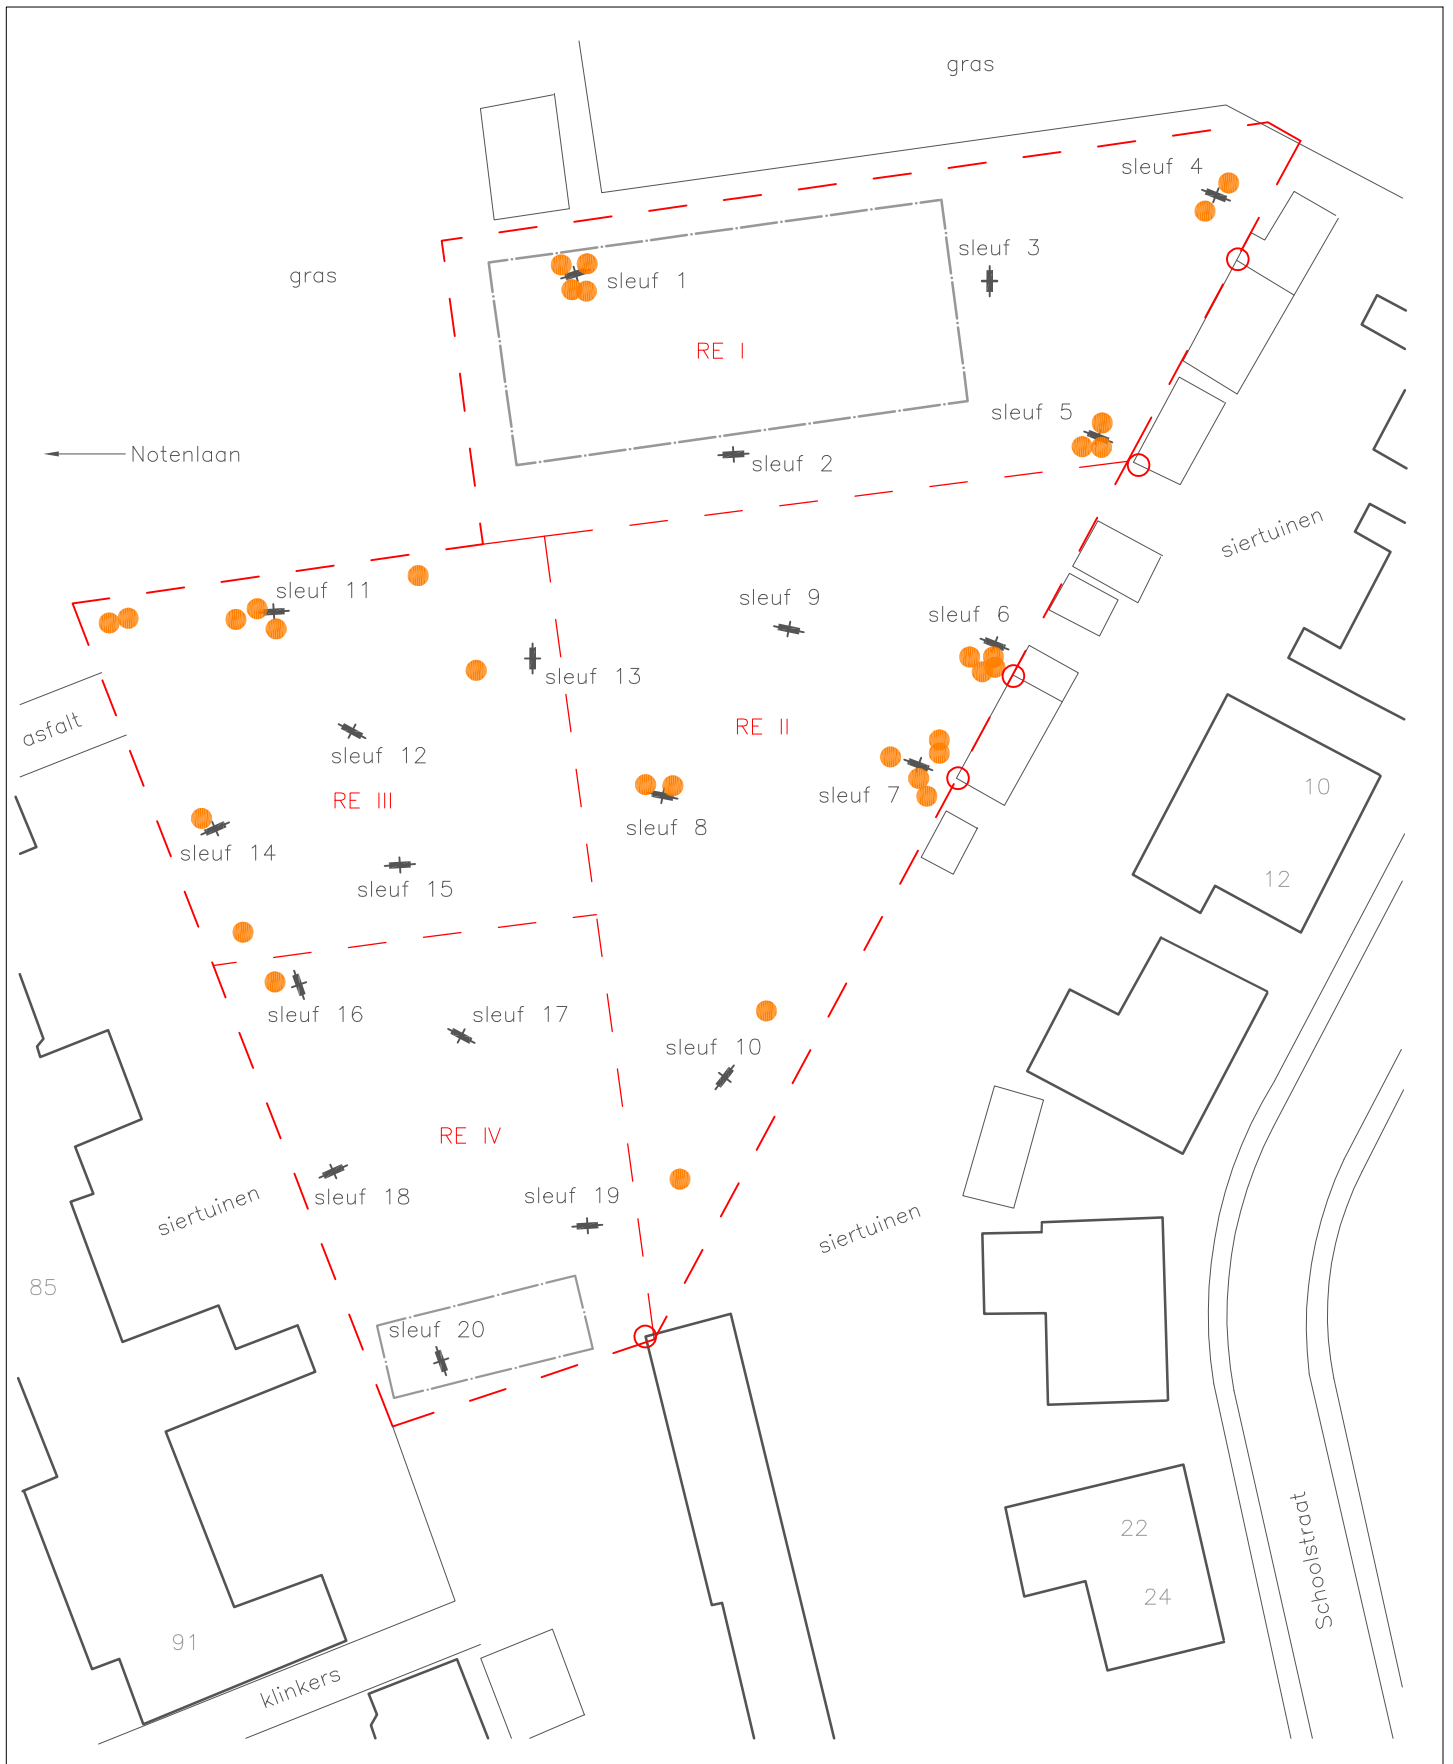 gras
sleuf 4
sleuf 3
gras
sleuf 1
RE I
sleuf 5
Notenlaan
sleuf 2
siertuinen
sleuf 11
sleuf 9
sleuf 6
sleuf 13
asfalt
RE II
sleuf 12
RE III
sleuf 7
10
sleuf 8
sleuf 14
12
sleuf 15
sleuf 16
sleuf 17
sleuf 10
RE IV
sleuf 18
sleuf 19
siertuinen
siertuinen
85
sleuf 20
22
Schoolstraat
24
91
klinkers